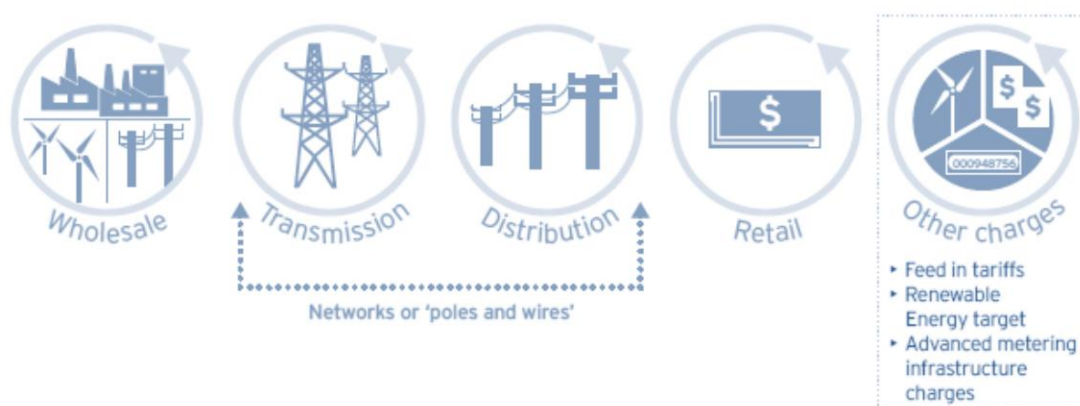 $
$
$
000948756
Wholesale
Transmission
Distribution
Retail
Other charges
Networks or 'poles and wires'
‣ Feed in tariffs
‣ Renewable
Energy target
‣ Advanced metering
infrastructure
charges